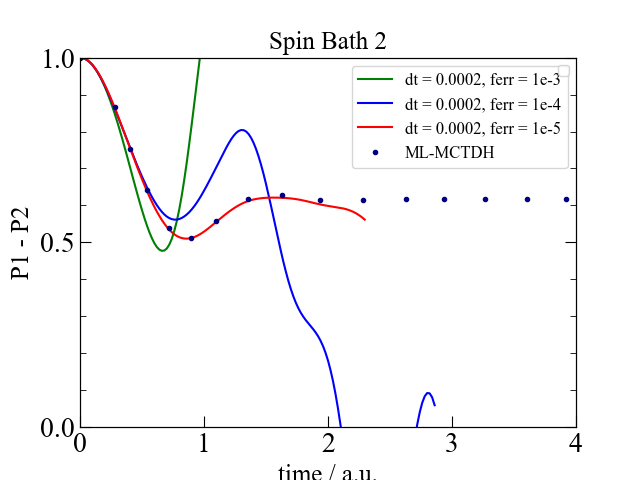 Spin Bath 2
1.0
0.5
0.0
P1 - P2
dt = 0.0002, ferr = 1e-3
dt = 0.0002, ferr = 1e-4
dt = 0.0002, ferr = 1e-5
ML-MCTDH
0 1 2 3 4
time / a.u.